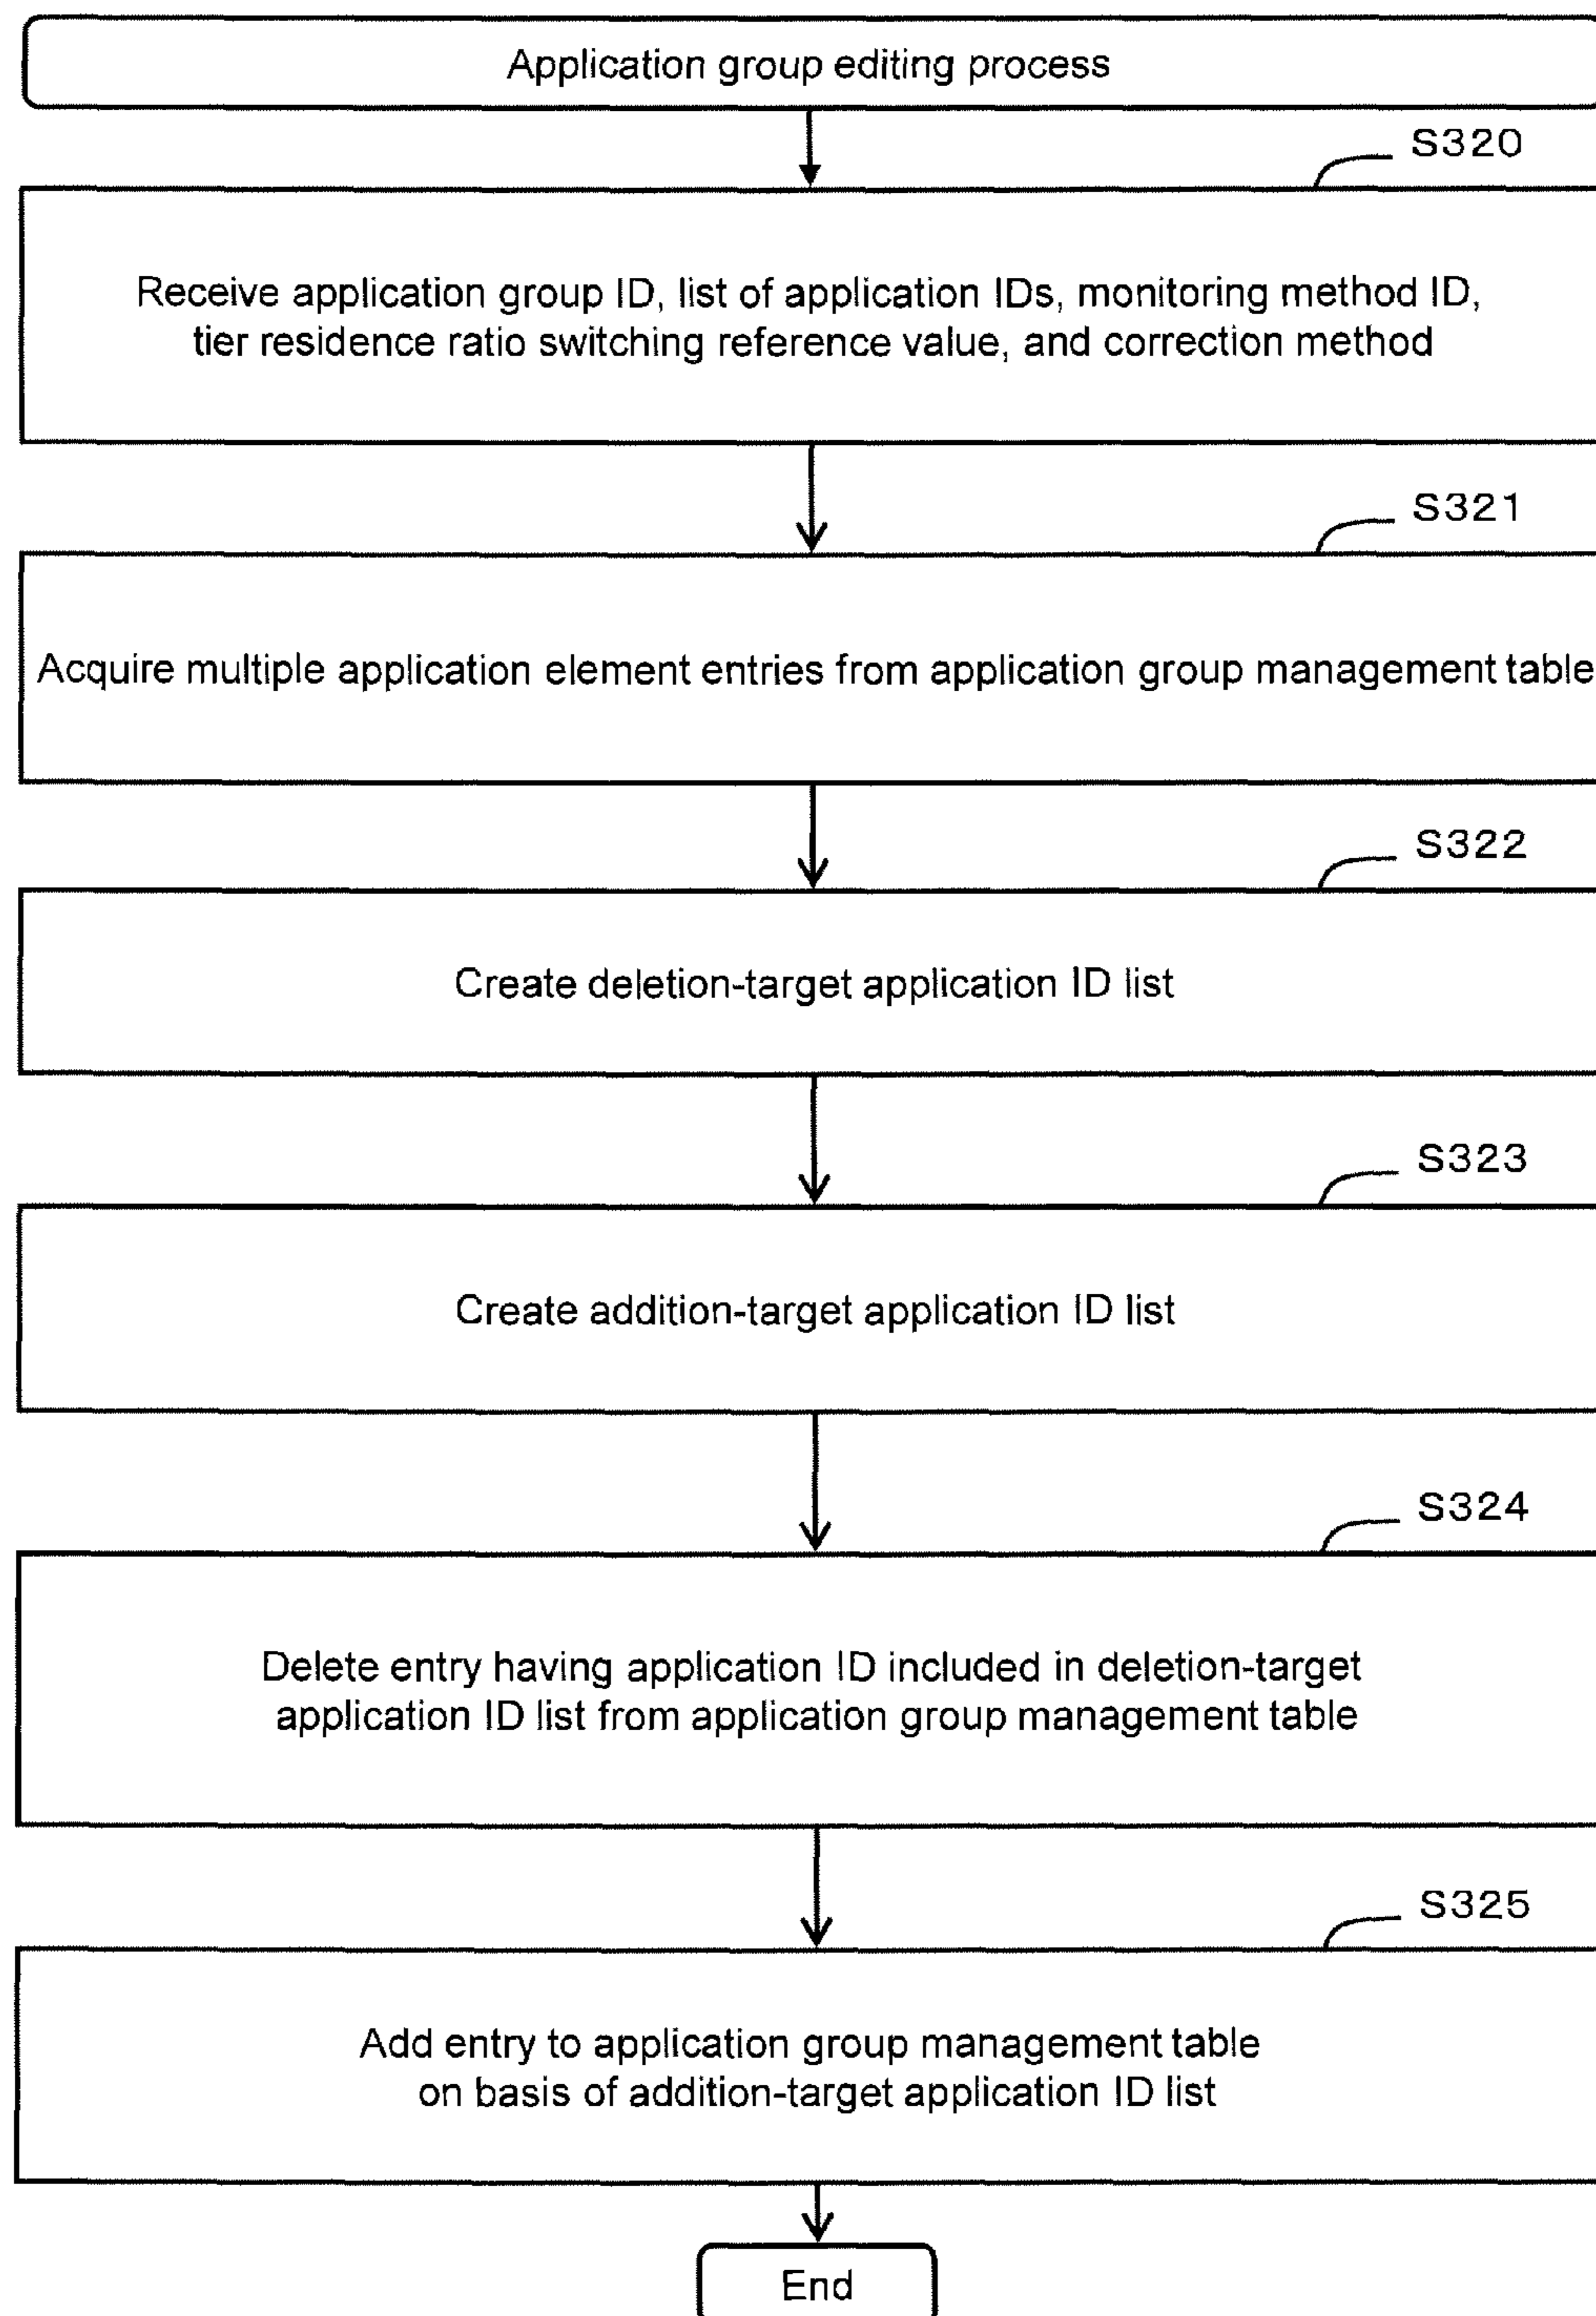 Application group editing process
S320
Receive application group ID, list of application IDs, monitoring method ID,
tier residence ratio switching reference value, and correction method
S321
Acquire multiple application element entries from application group management table
S322
Create deletion-target application ID list
S323
Create addition-target application ID list
S324
Delete entry having application ID included in deletion-target
application ID list from application group management table
S325
Add entry to application group management table
on basis of addition-target application ID list
End